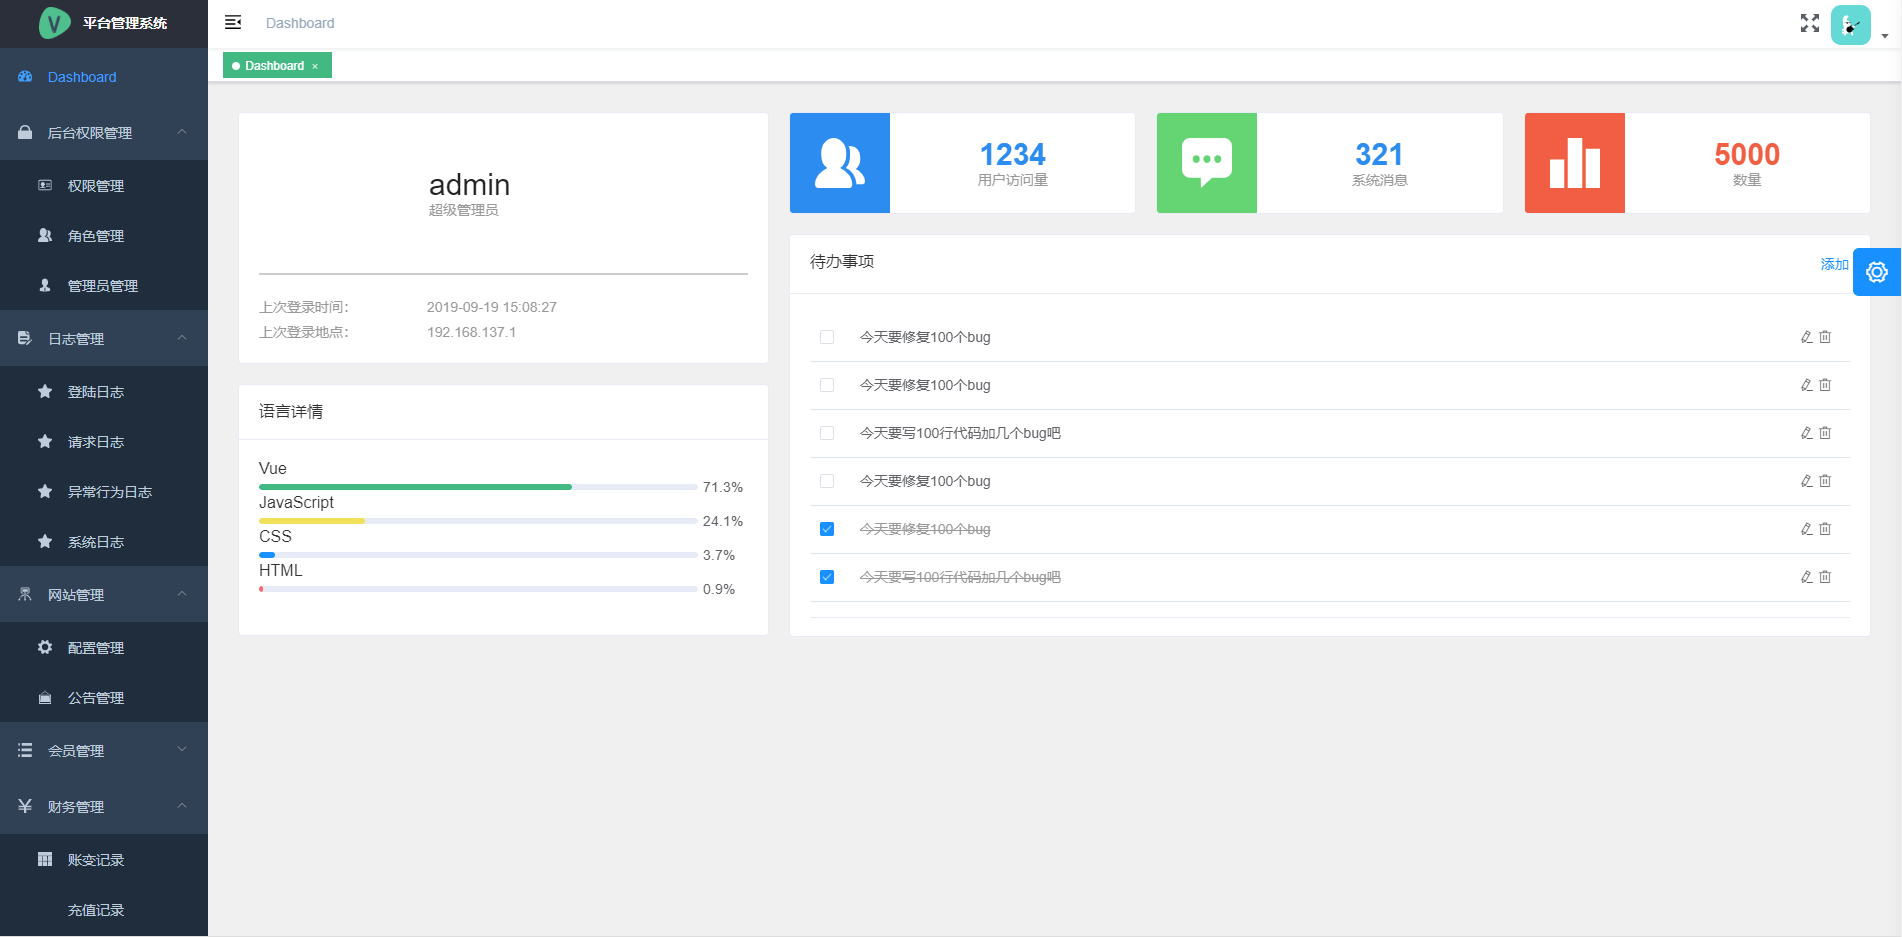 V 平台管理系统
Dashboard
后台权限管理
权限管理
角色管理
管理员管理
日志管理
登陆日志
请求日志
异常行为日志
系统日志
网站管理
配置管理
公告管理
会员管理
财务管理
账变记录
充值记录
Dashboard
Dashboard ×
admin
超级管理员
上次登录时间: 2019-09-19 15:08:27
上次登录地点: 192.168.137.1
语言详情
Vue
71.3%
JavaScript
24.1%
CSS
3.7%
HTML
0.9%
1234
用户访问量
321
系统消息
5000
数量
待办事项 添加
今天要修复100个bug
今天要修复100个bug
今天要写100行代码加几个bug吧
今天要修复100个bug
今天要修复100个bug
今天要写100行代码加几个bug吧